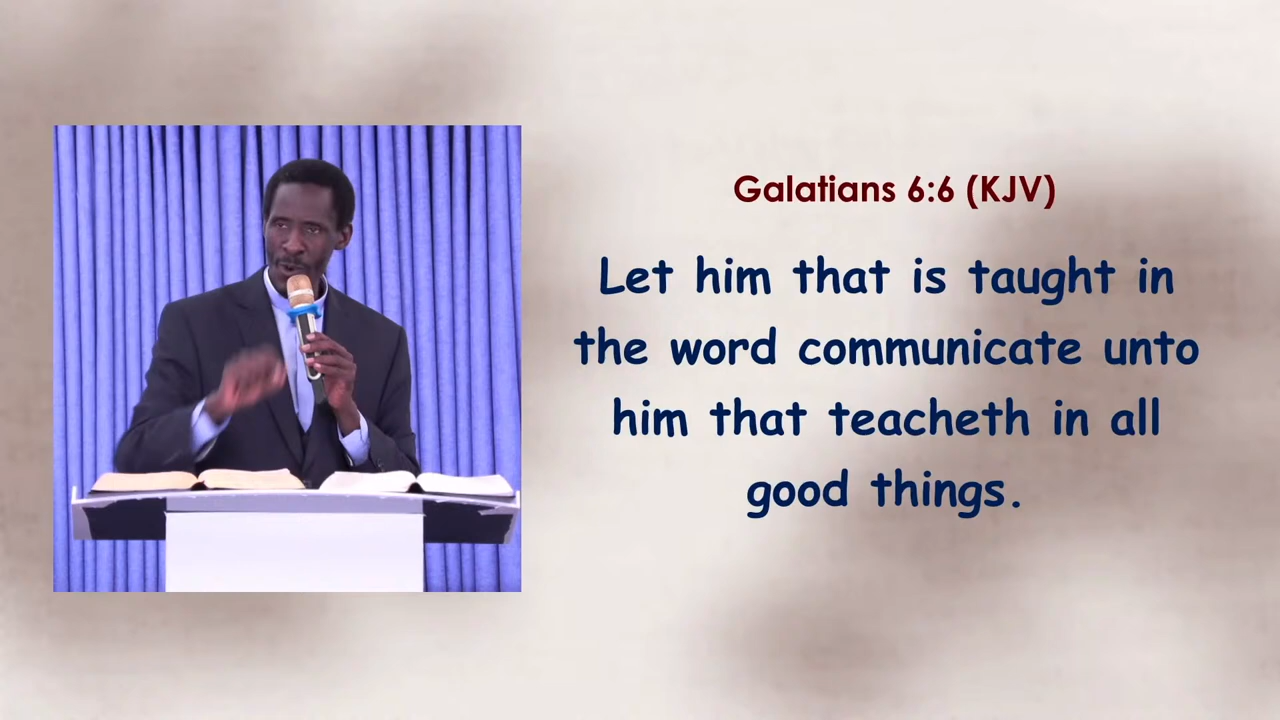 Galatians 6:6 (KJV)
Let him that is taught in
the word communicate unto
him that teacheth in all
good things.